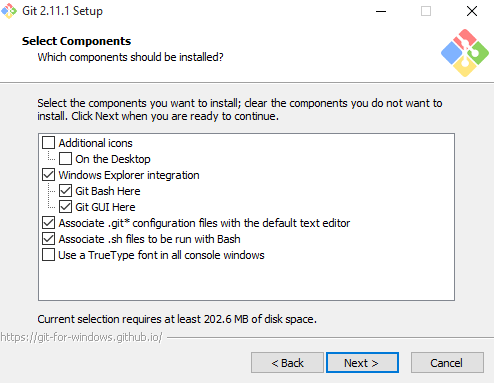 Git 2.11.1 Setup
Select Components
Which components should be installed?
Select the components you want to install; clear the components you do not want to
install. Click Next when you are ready to continue.
Additional icons
On the Desktop
Windows Explorer integration
Git Bash Here
Git GUI Here
Associate .git* configuration files with the default text editor
Associate .sh files to be run with Bash
Use a TrueType font in all console windows
Current selection requires at least 202.6 MB of disk space.
https://git-for-windows.github.io/
< Back
Next >
Cancel